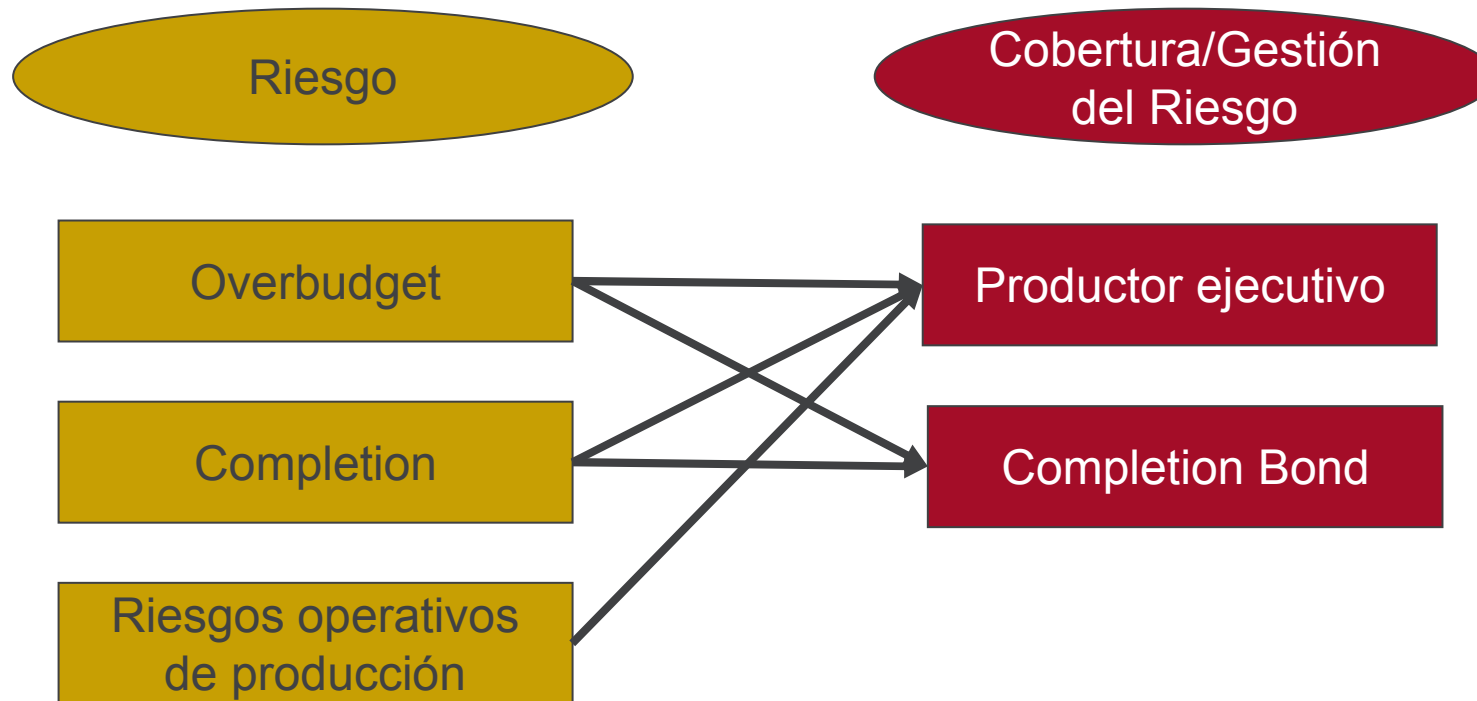 Riesgo
Cobertura/Gestión
del Riesgo
Overbudget
Productor ejecutivo
Completion
Completion Bond
Riesgos operativos
de producción